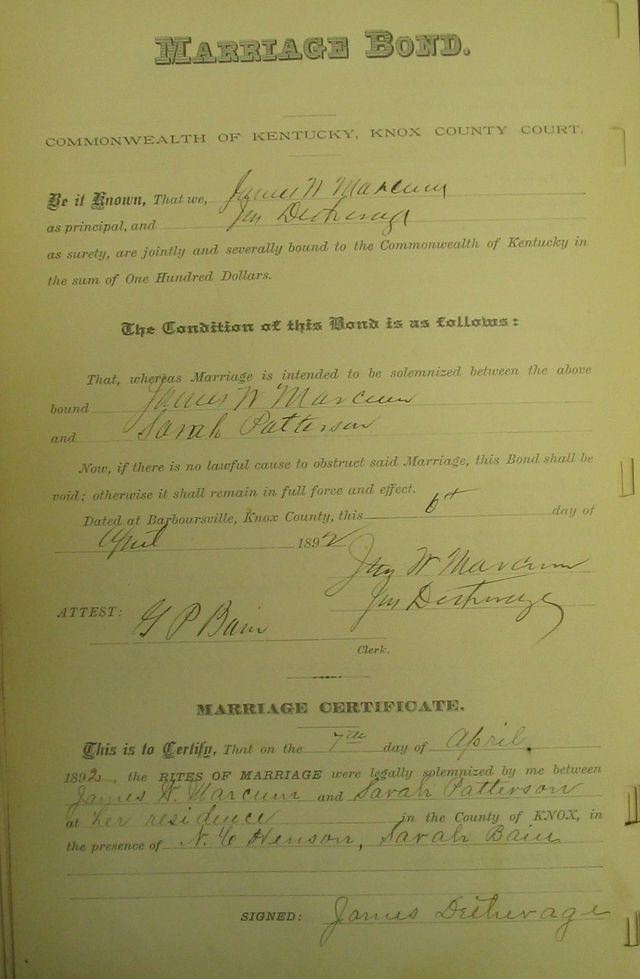 MARRIAGE BOND.
COMMONWEALTH OF KENTUCKY, KNOX COUNTY COURT.
Be it Known, That we, James W Marcum
as principal, and Jas Detherage
as surety, are jointly and severally bound to the Commonwealth of Kentucky in
the sum of One Hundred Dollars.
The Condition of this Bond is as follows:
That, whereas Marriage is intended to be solemnized between the above
bound James W Marcum
and Sarah Patterson
Now, if there is no lawful cause to obstruct said Marriage, this Bond shall be
void; otherwise it shall remain in full force and effect.
Dated at Barboursville, Knox County, this 6th day of
April 1892
Jas W Marcum
Jas Detherage
ATTEST: G P Bain
Clerk.
MARRIAGE CERTIFICATE.
This is to Certify, That on the 7th day of April.
1892, the RITES OF MARRIAGE were legally solemnized by me between
James W. Marcum and Sarah Patterson
at her residence in the County of KNOX, in
the presence of Henson, Sarah Bain
SIGNED: James Detherage